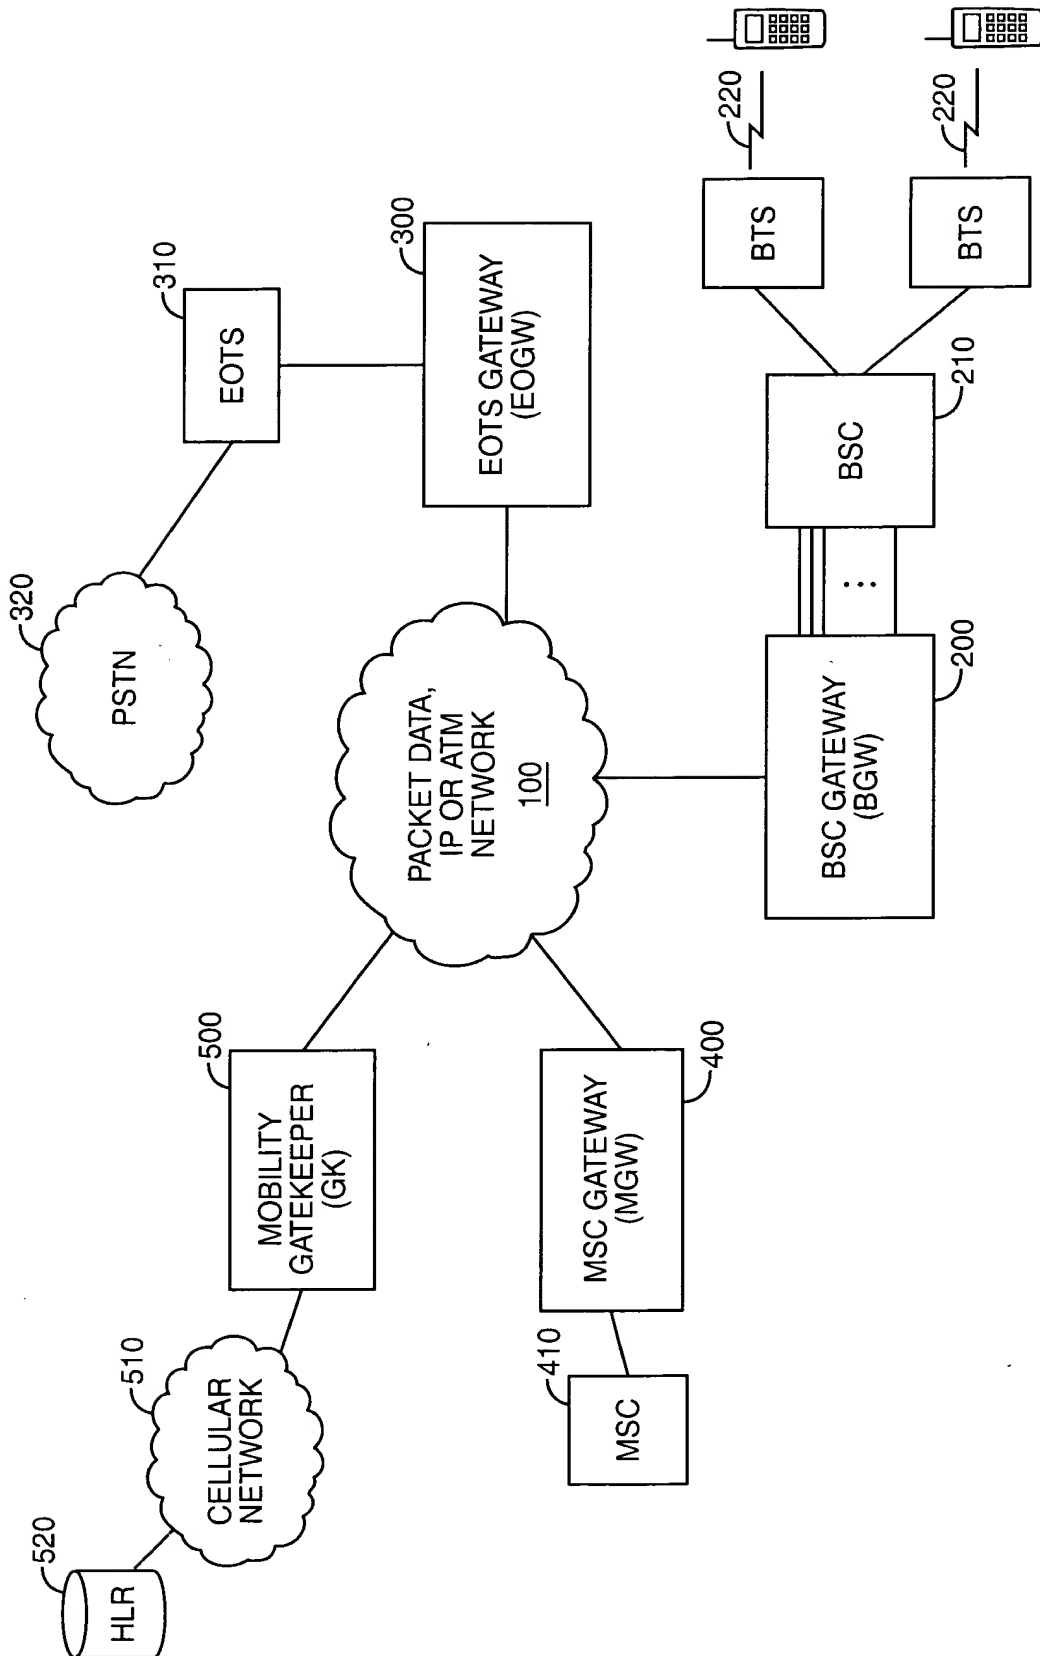 520
HLR
510
CELLULAR
NETWORK
500
MOBILITY
GATEKEEPER
(GK)
410
MSC
MSC GATEWAY
(MGW)
400
320
PSTN
PACKET DATA,
IP OR ATM
NETWORK
100
310
EOTS
300
EOTS GATEWAY
(EOGW)
BSC GATEWAY
(BGW)
200
BSC
210
BTS
220
BTS
220